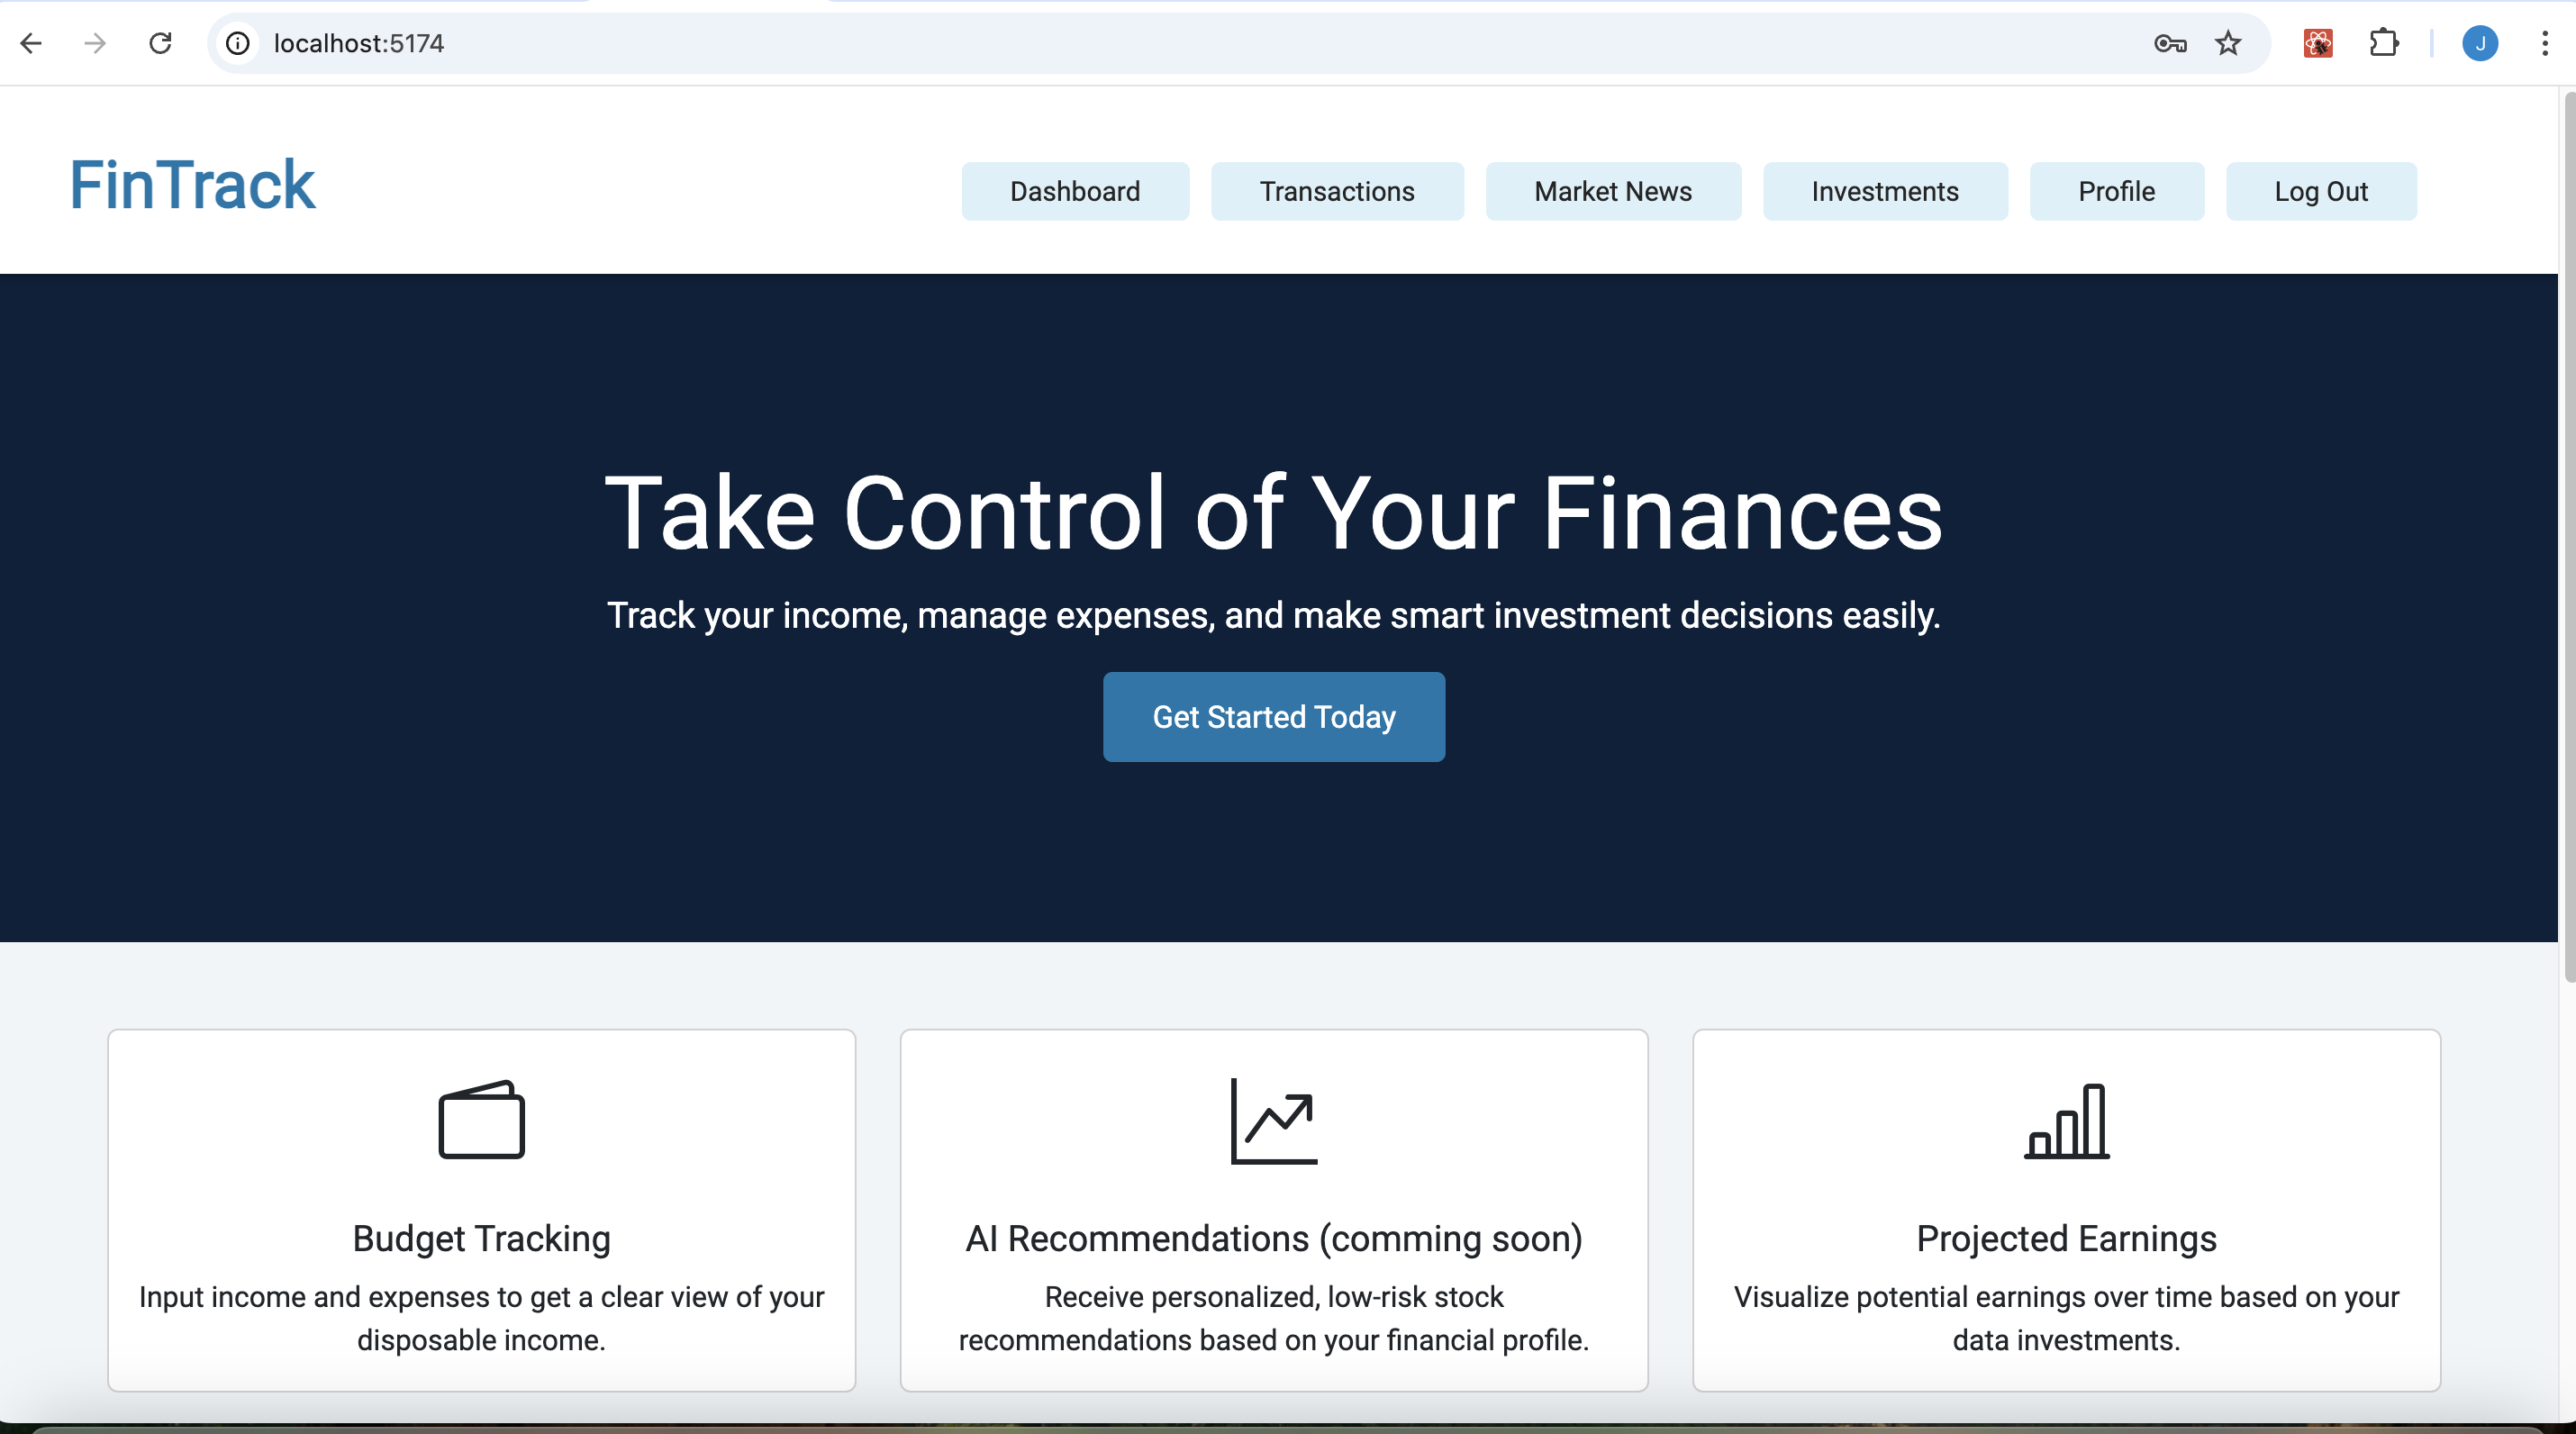 localhost:5174
J
FinTrack
Dashboard
Transactions
Market News
Investments
Profile
Log Out
Take Control of Your Finances
Track your income, manage expenses, and make smart investment decisions easily.
Get Started Today
Budget Tracking
Input income and expenses to get a clear view of your
disposable income.
AI Recommendations (comming soon)
Receive personalized, low-risk stock
recommendations based on your financial profile.
Projected Earnings
Visualize potential earnings over time based on your
data investments.